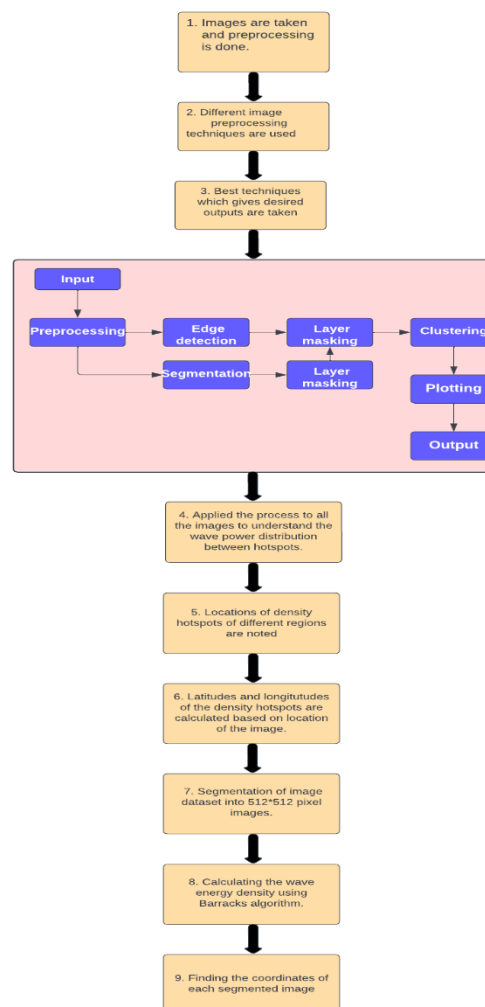 1. Images are taken
and preprocessing
is done.
2. Different image
preprocessing
techniques are used
3. Best techniques
which gives desired
outputs are taken
Input
Preprocessing
Edge
detection
Layer
masking
Clustering
Segmentation
Layer
masking
Plotting
Output
4. Applied the process to all
the images to understand the
wave power distribution
between hotspots.
5. Locations of density
hotspots of different regions
are noted
6. Latitudes and longitutudes
of the density hotspots are
calculated based on location
of the image.
7. Segmentation of image
dataset into 512*512 pixel
images.
8. Calculating the wave
energy density using
Barracks algorithm.
9. Finding the coordinates of
each segmented image